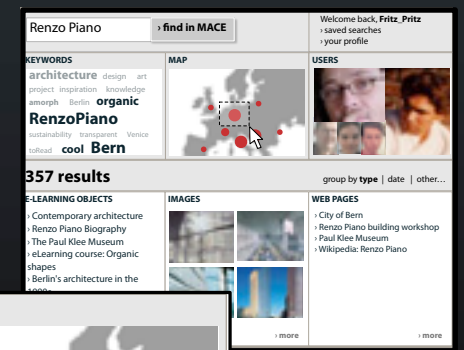 Renzo Piano
› find in MACE
Welcome back, Fritz_Pritz
› saved searches
› your profile
KEYWORDS
architecture design art
project inspiration knowledge
amorph Berlin organic
RenzoPiano
sustainability transparent Venice
toRead cool Bern
MAP
USERS
357 results
group by type | date | other...
E-LEARNING OBJECTS
› Contemporary architecture
› Renzo Piano Biography
› The Paul Klee Museum
› eLearning course: Organic
shapes
› Berlin's architecture in the
IMAGES
› more
WEB PAGES
› City of Bern
› Renzo Piano building workshop
› Paul Klee Museum
› Wikipedia: Renzo Piano
› more